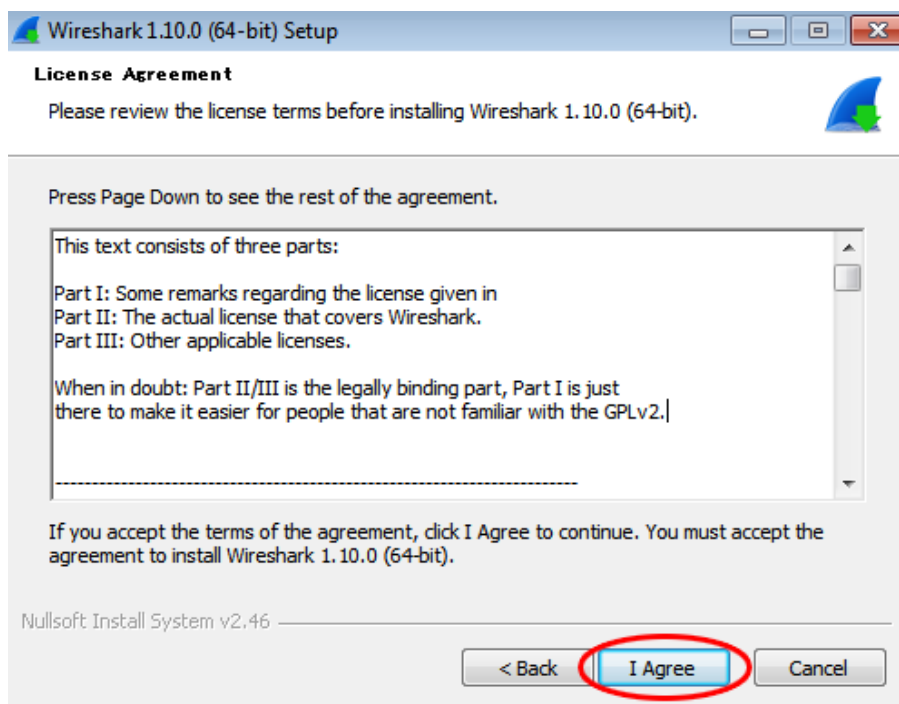 Wireshark 1.10.0 (64-bit) Setup
License Agreement
Please review the license terms before installing Wireshark 1.10.0 (64-bit).
Press Page Down to see the rest of the agreement.
This text consists of three parts:
Part I: Some remarks regarding the license given in
Part II: The actual license that covers Wireshark.
Part III: Other applicable licenses.
When in doubt: Part II/III is the legally binding part, Part I is just
there to make it easier for people that are not familiar with the GPLv2.
------------------------------------------------------------------------
If you accept the terms of the agreement, click I Agree to continue. You must accept the
agreement to install Wireshark 1.10.0 (64-bit).
Nullsoft Install System v2.46
< Back I Agree Cancel